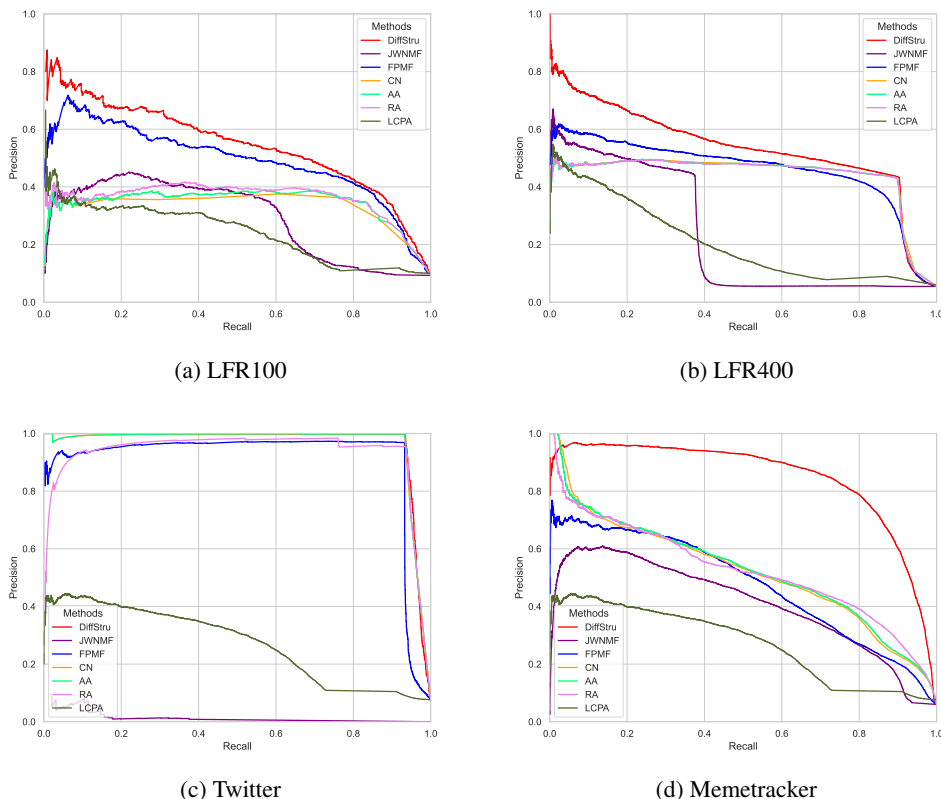 1.0
0.8
0.6
0.4
0.2
0.0
Precision
0.0 0.2 0.4 0.6 0.8 1.0
Recall
Methods
DiffStru
JWNMF
FPMF
CN
AA
RA
LCPA
(a) LFR100
1.0
0.8
0.6
0.4
0.2
0.0
Precision
0.0 0.2 0.4 0.6 0.8 1.0
Recall
Methods
DiffStru
JWNMF
FPMF
CN
AA
RA
LCPA
(b) LFR400
1.0
0.8
0.6
0.4
0.2
0.0
Precision
0.0 0.2 0.4 0.6 0.8 1.0
Recall
Methods
DiffStru
JWNMF
FPMF
CN
AA
RA
LCPA
(c) Twitter
1.0
0.8
0.6
0.4
0.2
0.0
Precision
0.0 0.2 0.4 0.6 0.8 1.0
Recall
Methods
DiffStru
JWNMF
FPMF
CN
AA
RA
LCPA
(d) Memetracker